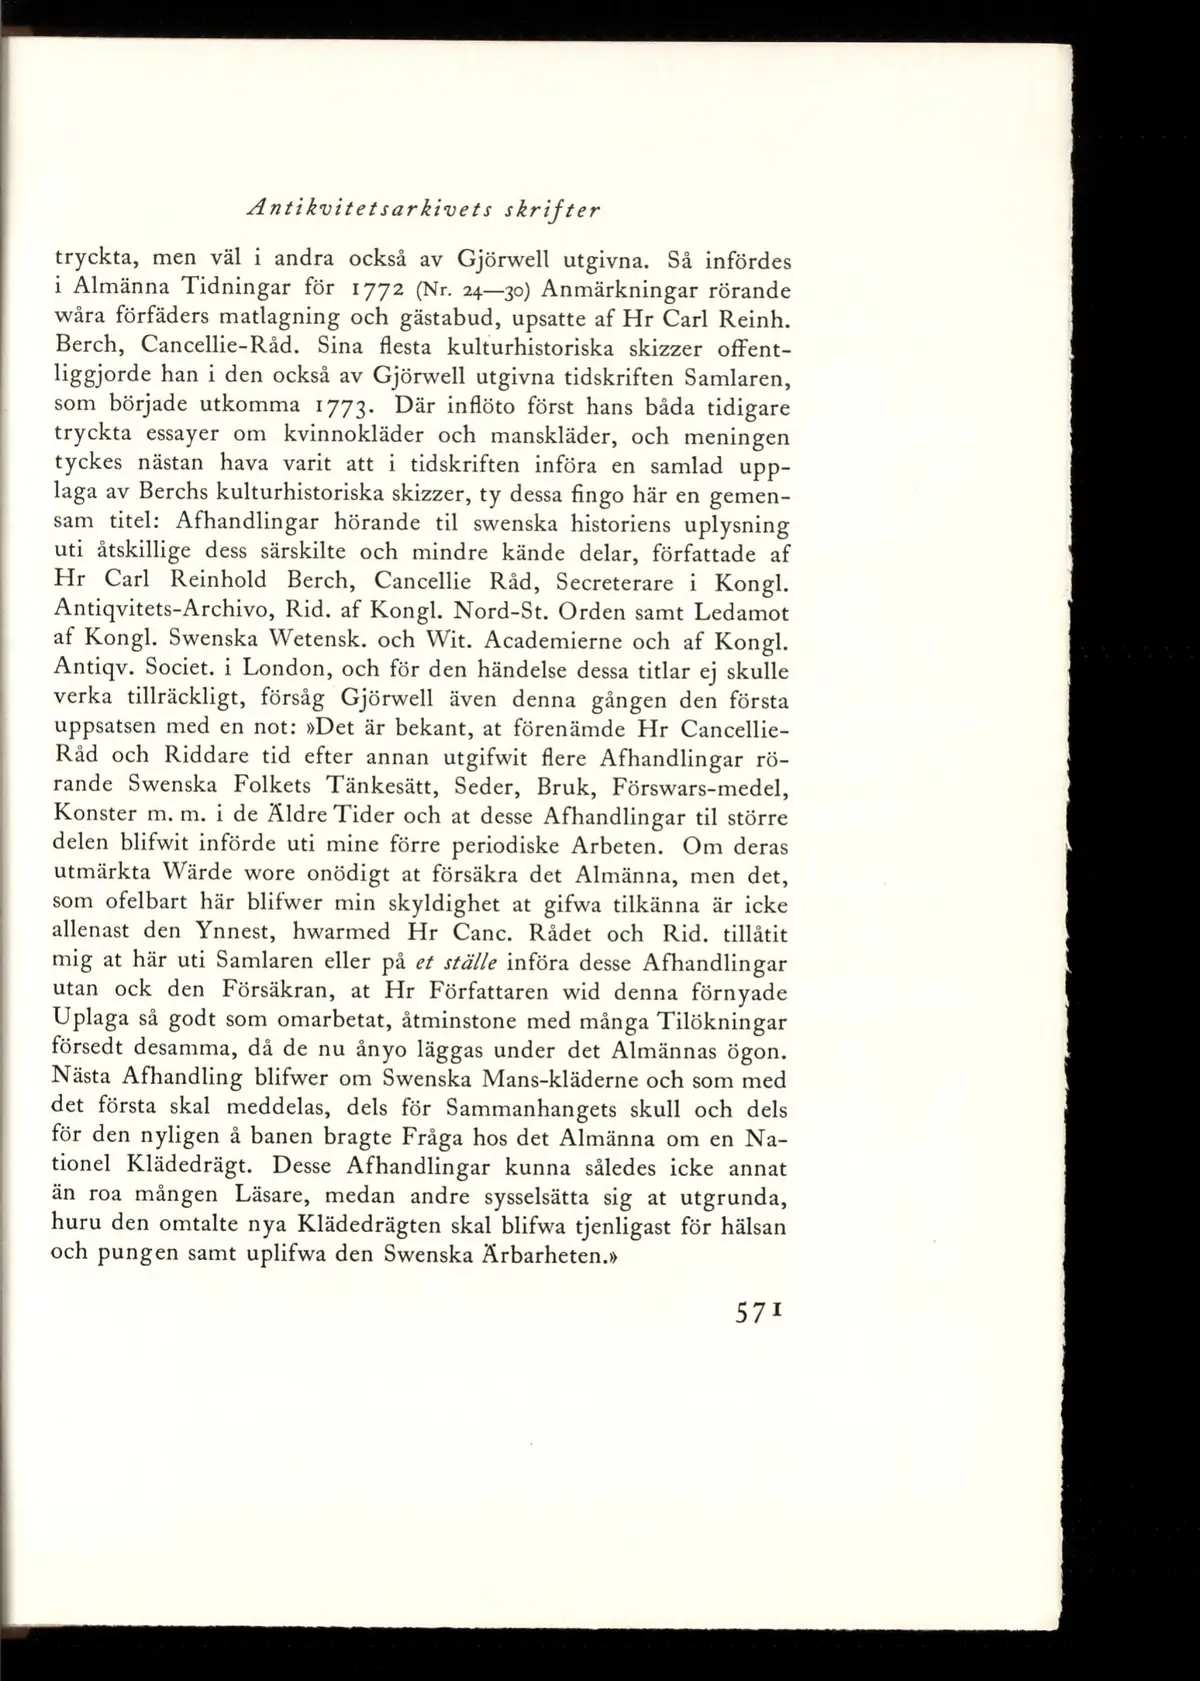 Antikvitetsarkivets skrifter
tryckta, men väl i andra också av Gjörwell utgivna. Så infördes
i Almänna Tidningar för 1772 (Nr. 24—30) Anmärkningar rörande
wåra förfäders matlagning och gästabud, upsatte af Hr Carl Reinh.
Berch, Cancellie-Råd. Sina flesta kulturhistoriska skizzer offent-
liggjorde han i den också av Gjörwell utgivna tidskriften Samlaren,
som började utkomma 1773. Där inflöto först hans båda tidigare
tryckta essayer om kvinnokläder och manskläder, och meningen
tyckes nästan hava varit att i tidskriften införa en samlad upp-
laga av Berchs kulturhistoriska skizzer, ty dessa fingo här en gemen-
sam titel: Afhandlingar hörande til swenska historiens uplysning
uti åtskillige dess särskilte och mindre kände delar, författade af
Hr Carl Reinhold Berch, Cancellie Råd, Secreterare i Kongl.
Antiqvitets-Archivo, Rid. af Kongl. Nord-St. Orden samt Ledamot
af Kongl. Swenska Wetensk. och Wit. Academierne och af Kongl.
Antiqv. Societ. i London, och för den händelse dessa titlar ej skulle
verka tillräckligt, försåg Gjörwell även denna gången den första
uppsatsen med en not: »Det är bekant, at förenämde Hr Cancellie-
Råd och Riddare tid efter annan utgifwit flere Afhandlingar rö-
rande Swenska Folkets Tänkesätt, Seder, Bruk, Förswars-medel,
Konster m. m. i de Äldre Tider och at desse Afhandlingar til större
delen blifwit införde uti mine förre periodiske Arbeten. Om deras
utmärkta Wärde wore onödigt at försäkra det Almänna, men det,
som ofelbart här blifwer min skyldighet at gifwa tilkänna är icke
allenast den Ynnest, hwarmed Hr Canc. Rådet och Rid. tillåtit
mig at här uti Samlaren eller på et ställe införa desse Afhandlingar
utan ock den Försäkran, at Hr Författaren wid denna förnyade
Uplaga så godt som omarbetat, åtminstone med många Tilökningar
försedt desamma, då de nu ånyo läggas under det Almännas ögon.
Nästa Afhandling blifwer om Swenska Mans-kläderne och som med
det första skal meddelas, dels för Sammanhangets skull och dels
för den nyligen å banen bragte Fråga hos det Almänna om en Na-
tionel Klädedrägt. Desse Afhandlingar kunna således icke annat
än roa mången Läsare, medan andre sysselsätta sig at utgrunda,
huru den omtalte nya Klädedrägten skal blifwa tjenligast för hälsan
och pungen samt uplifwa den Swenska Ärbarheten.»
571